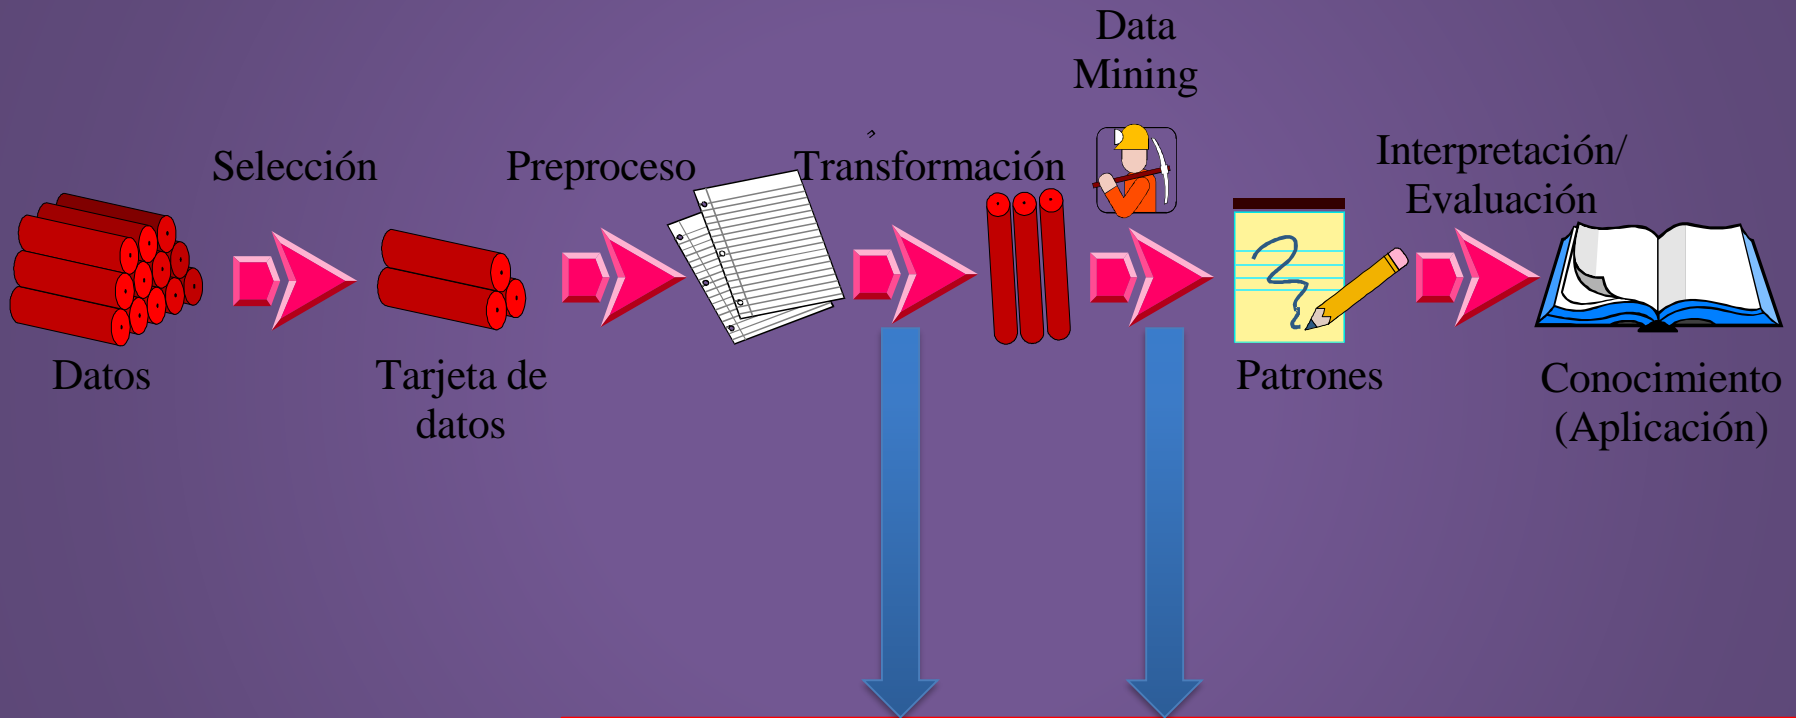 Data
Mining
Selección
Preproceso
Transformación
Interpretación/
Evaluación
Datos
Tarjeta de
datos
Patrones
Conocimiento
(Aplicación)